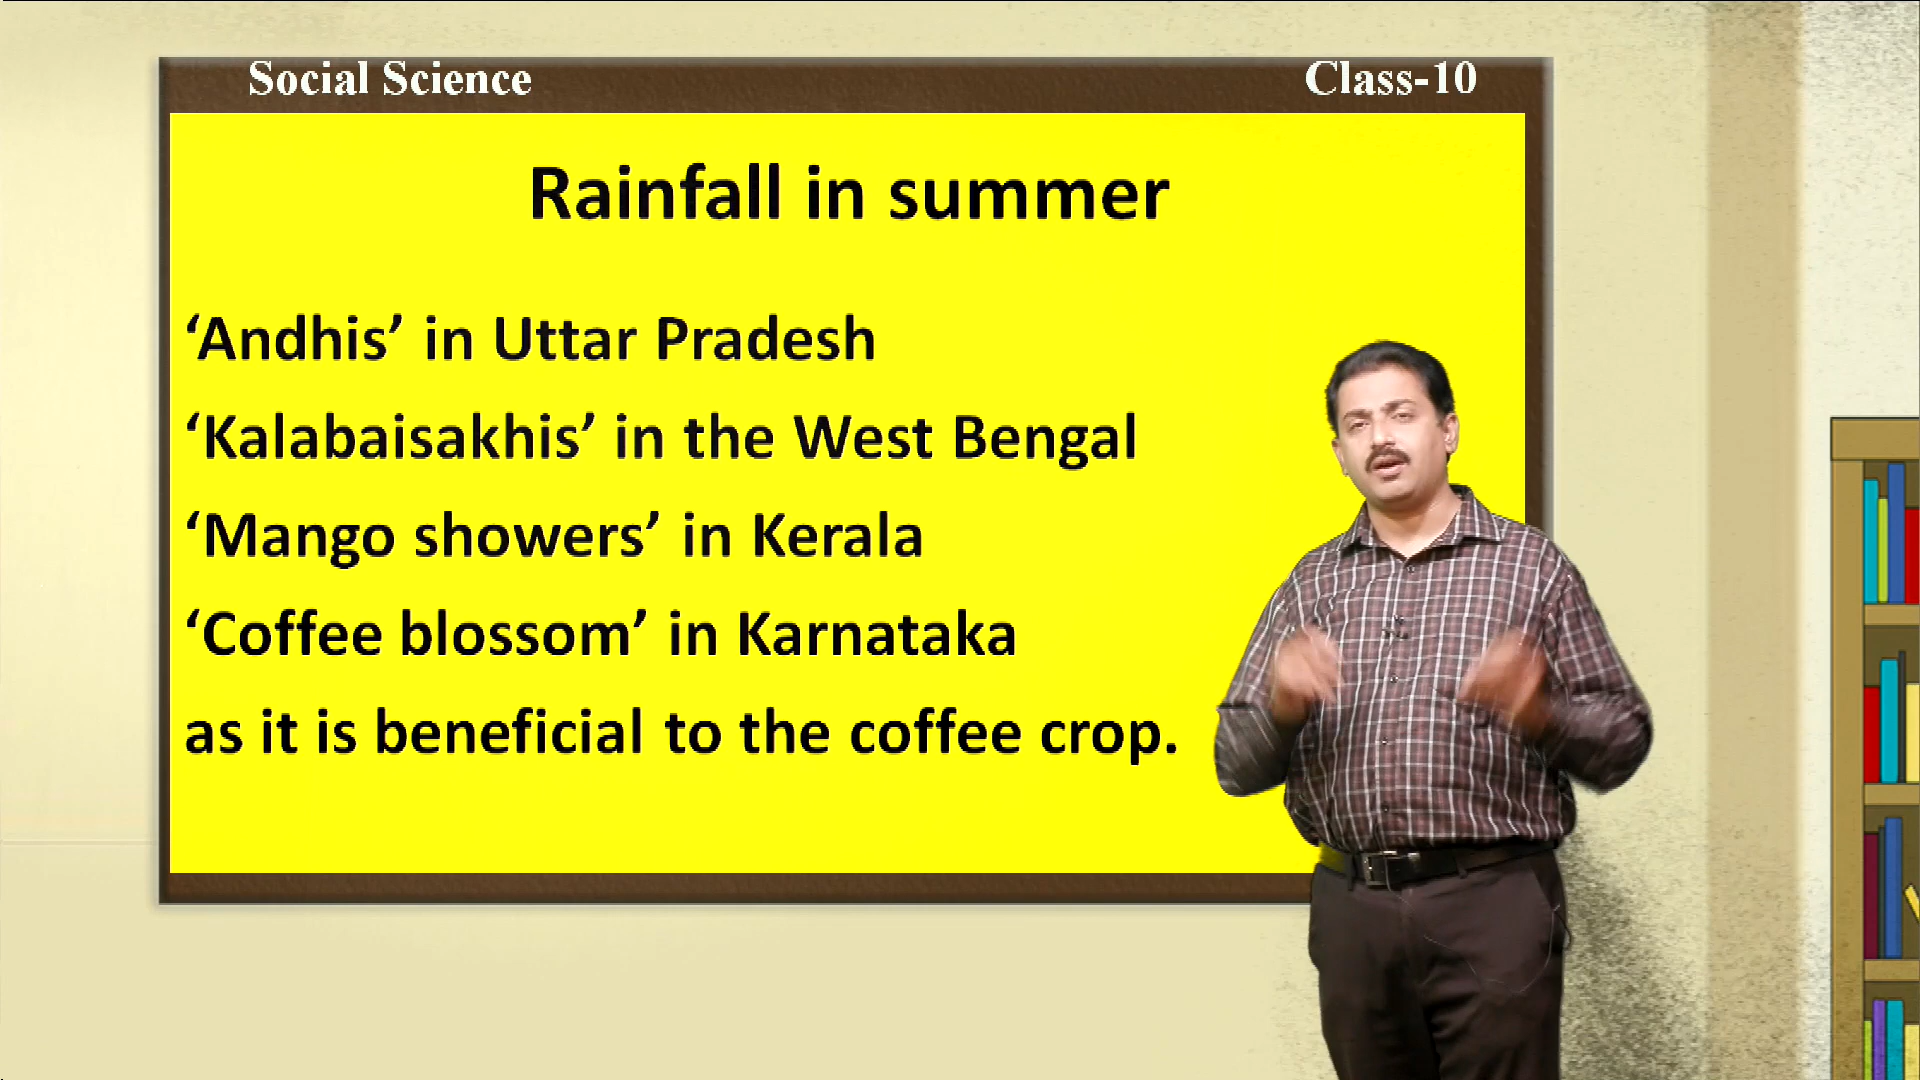 Social Science
Class-10
Rainfall in summer
‘Andhis’ in Uttar Pradesh
‘Kalabaisakhis’ in the West Bengal
‘Mango showers’ in Kerala
‘Coffee blossom’ in Karnataka
as it is beneficial to the coffee crop.